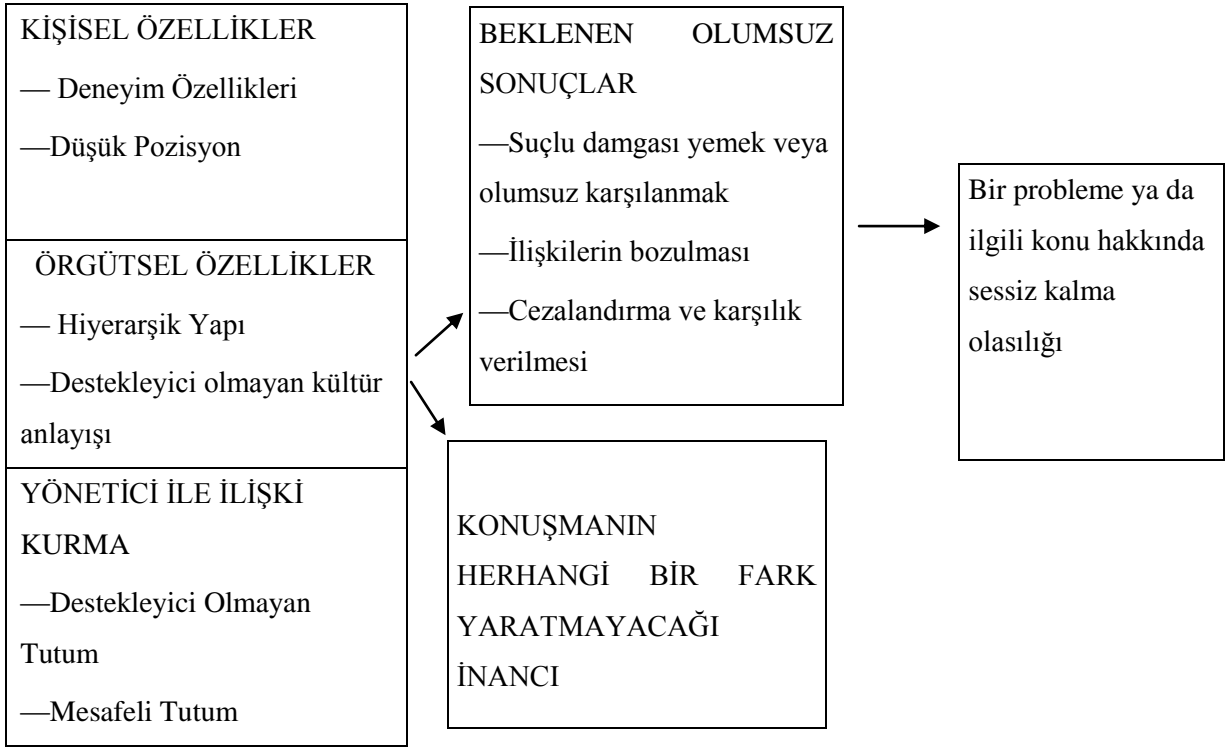 KİŞİSEL ÖZELLİKLER
— Deneyim Özellikleri
—Düşük Pozisyon
ÖRGÜTSEL ÖZELLİKLER
— Hiyerarşik Yapı
—Destekleyici olmayan kültür
anlayışı
YÖNETİCİ İLE İLİŞKİ
KURMA
—Destekleyici Olmayan
Tutum
—Mesafeli Tutum
BEKLENEN OLUMSUZ
SONUÇLAR
—Suçlu damgası yemek veya
olumsuz karşılanmak
—İlişkilerin bozulması
—Cezalandırma ve karşılık
verilmesi
KONUŞMANIN
HERHANGİ BİR FARK
YARATMAYACAĞI
İNANCI
Bir probleme ya da
ilgili konu hakkında
sessiz kalma
olasılığı